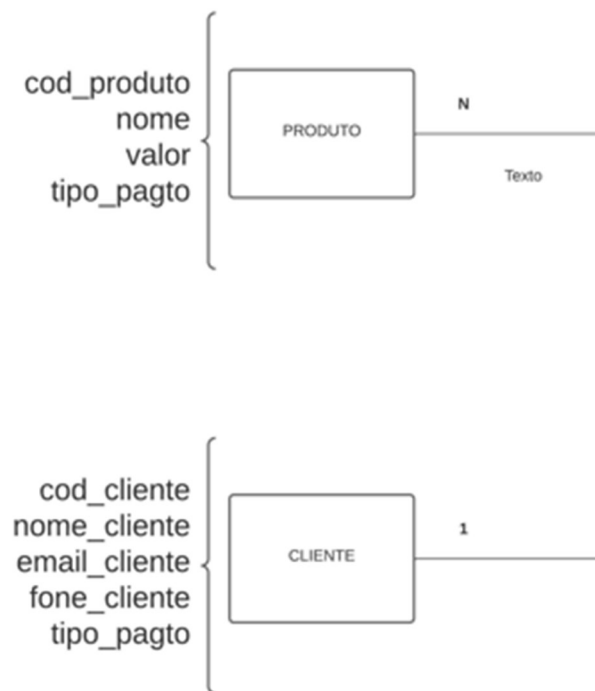 cod_produto
nome
valor
tipo_pagto
PRODUTO
N
Texto
cod_cliente
nome_cliente
email_cliente
fone_cliente
tipo_pagto
CLIENTE
1